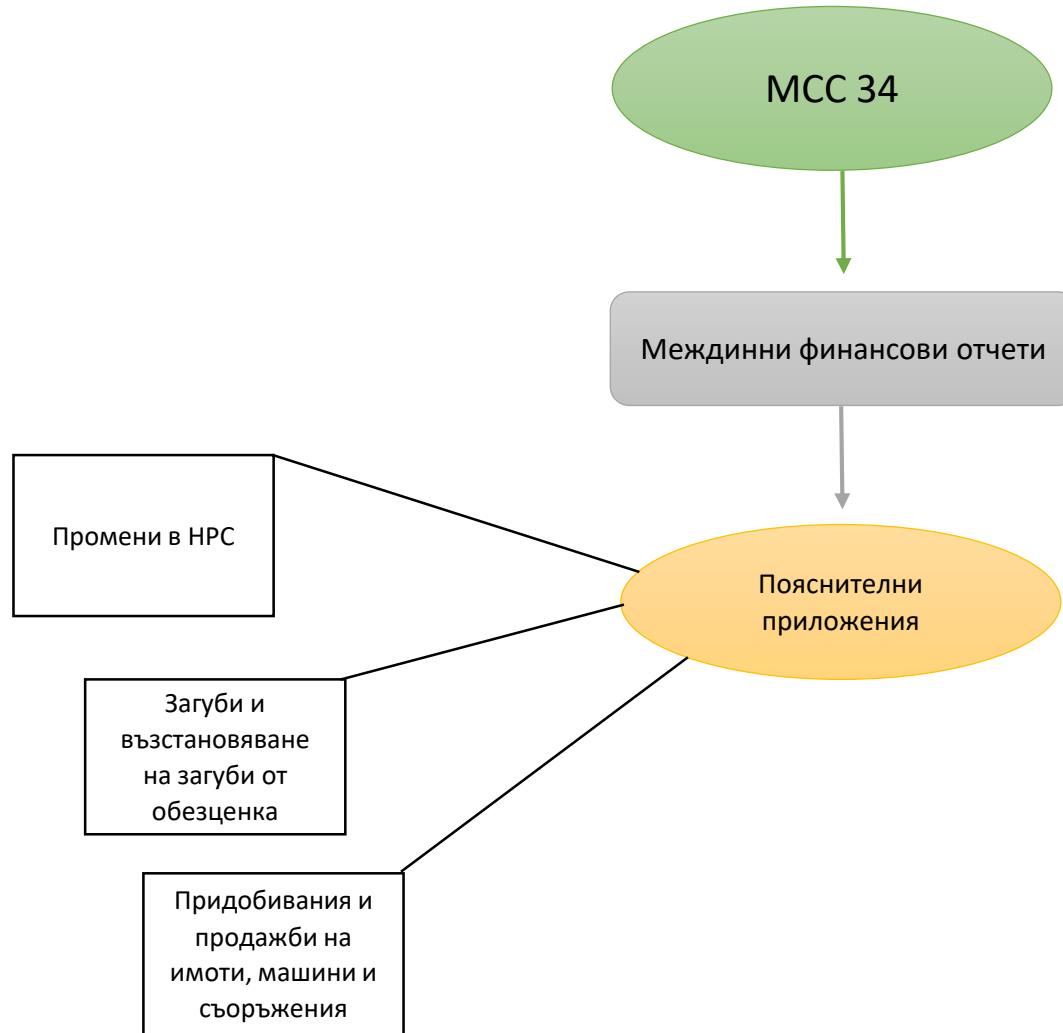 МСС 34
Междинни финансови отчети
Пояснителни
приложения
Промени в НРС
Загуби и
възстановяване
на загуби от
обезценка
Придобивания и
продажби на
имоти, машини и
съоръжения